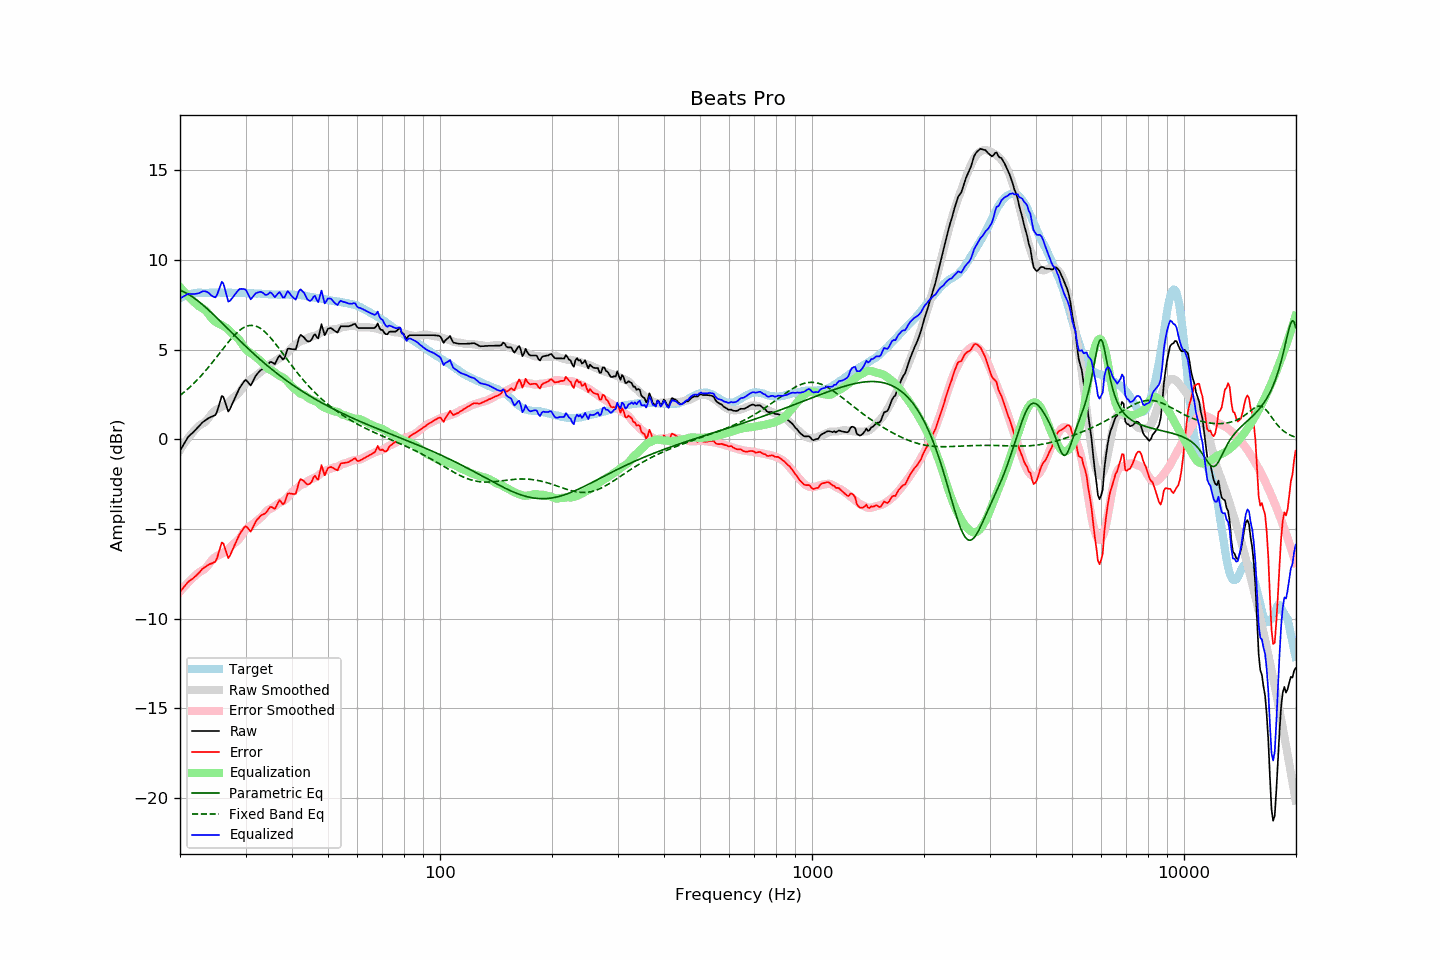 Beats Pro
Amplitude (dBr)
15
10
5
0
−5
−10
−15
−20
Target
Raw Smoothed
Error Smoothed
Raw
Error
Equalization
Parametric Eq
Fixed Band Eq
Equalized
100
1000
10000
Frequency (Hz)